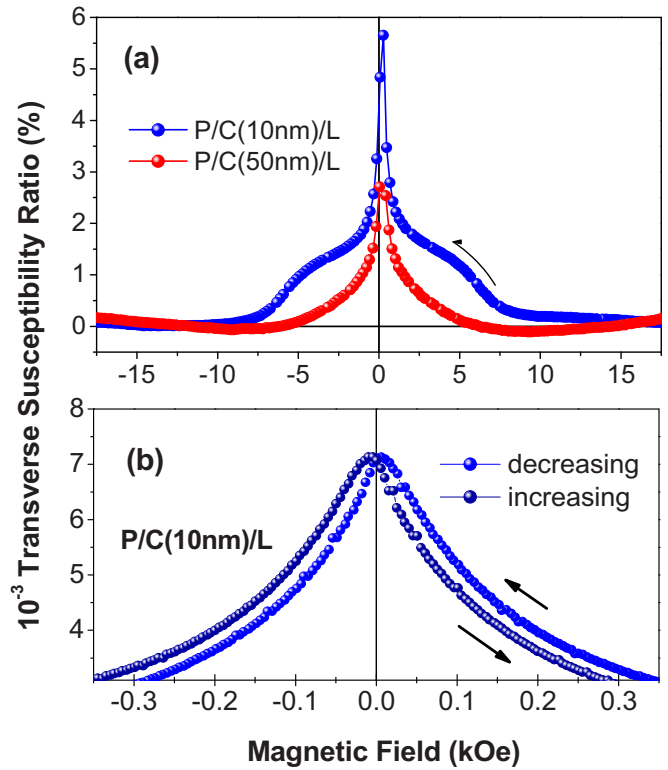 10⁻³ Transverse Susceptibility Ratio (%)
6
(a)
5
4
P/C(10nm)/L
P/C(50nm)/L
3
2
1
0
-15 -10 -5 0 5 10 15
8
7
(b)
decreasing
increasing
6
P/C(10nm)/L
5
4
-0.3 -0.2 -0.1 0.0 0.1 0.2 0.3
Magnetic Field (kOe)